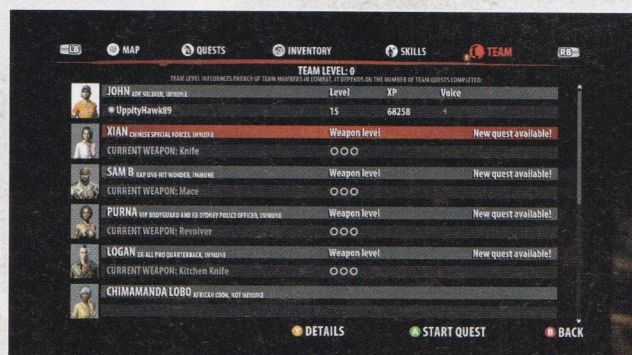 LB MAP QUESTS INVENTORY SKILLS TEAM RB
TEAM LEVEL: 0
TEAM LEVEL INFLUENCES ENERGY OF TEAM MEMBERS IN COMBAT. IT DEPENDS ON THE NUMBER OF TEAM QUESTS COMPLETED.
JOHN ADF SOLDIER, IMMUNE Level XP Voice
UppityHawk89 15 68258
XIAN CHINESE SPECIAL FORCES, IMMUNE Weapon level New quest available!
CURRENT WEAPON: Knife
SAM B RAP ONE-HIT WONDER, IMMUNE Weapon level New quest available!
CURRENT WEAPON: Mace
PURNA VIP BODYGUARD AND EX-SYDNEY POLICE OFFICER, IMMUNE Weapon level New quest available!
CURRENT WEAPON: Revolver
LOGAN EX-ALL PRO QUARTERBACK, IMMUNE Weapon level New quest available!
CURRENT WEAPON: Kitchen Knife
CHIMAMANDA LOBO AFRICAN COOK, NOT IMMUNE
Y DETAILS A START QUEST B BACK